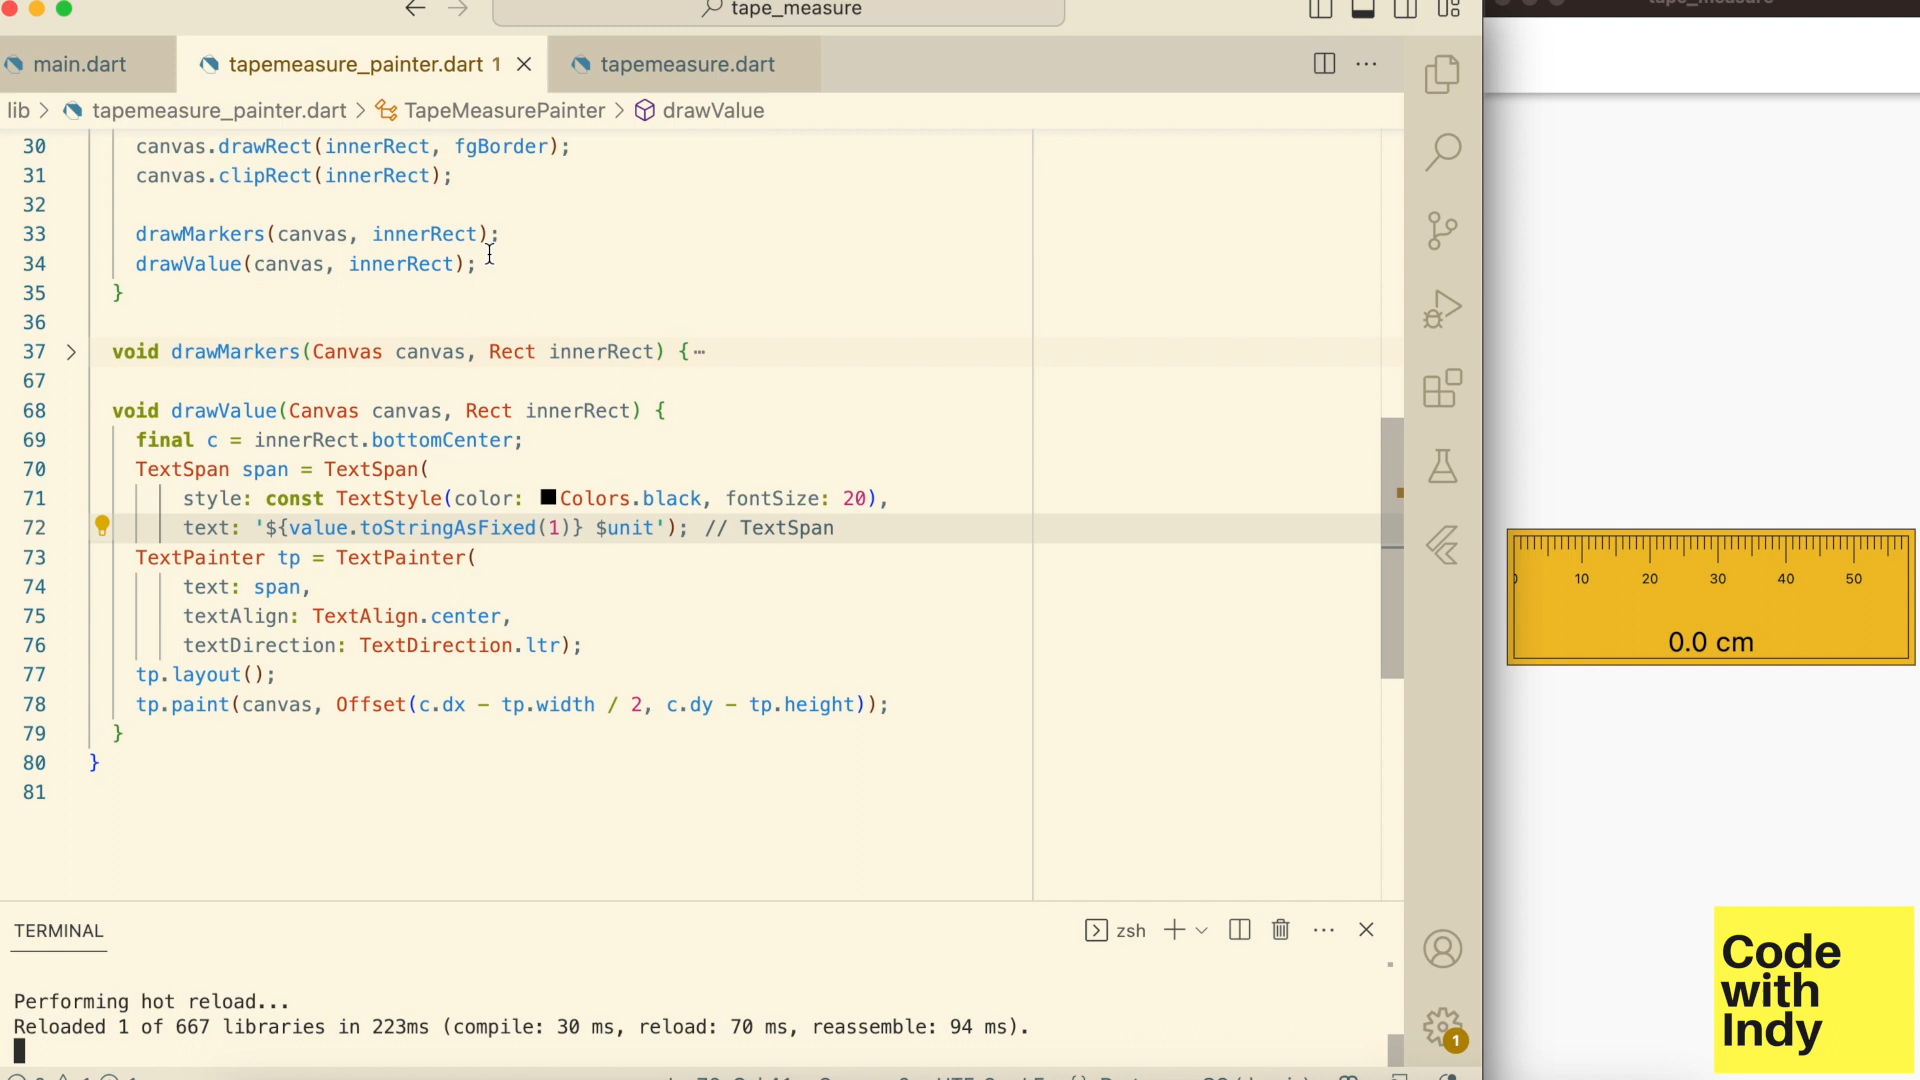 tape_measure
main.dart
tapemeasure_painter.dart 1
tapemeasure.dart
lib > tapemeasure_painter.dart > TapeMeasurePainter > drawValue
30 canvas.drawRect(innerRect, fgBorder);
31 canvas.clipRect(innerRect);
32
33 drawMarkers(canvas, innerRect);
34 drawValue(canvas, innerRect);
35 }
36
37 void drawMarkers(Canvas canvas, Rect innerRect) {⋯
67
68 void drawValue(Canvas canvas, Rect innerRect) {
69 final c = innerRect.bottomCenter;
70 TextSpan span = TextSpan(
71 style: const TextStyle(color: Colors.black, fontSize: 20),
72 text: '${value.toStringAsFixed(1)} $unit'); // TextSpan
73 TextPainter tp = TextPainter(
74 text: span,
75 textAlign: TextAlign.center,
76 textDirection: TextDirection.ltr);
77 tp.layout();
78 tp.paint(canvas, Offset(c.dx - tp.width / 2, c.dy - tp.height));
79 }
80 }
81
TERMINAL
zsh
Performing hot reload...
Reloaded 1 of 667 libraries in 223ms (compile: 30 ms, reload: 70 ms, reassemble: 94 ms).
1
10 20 30 40 50
0.0 cm
Code
with
Indy